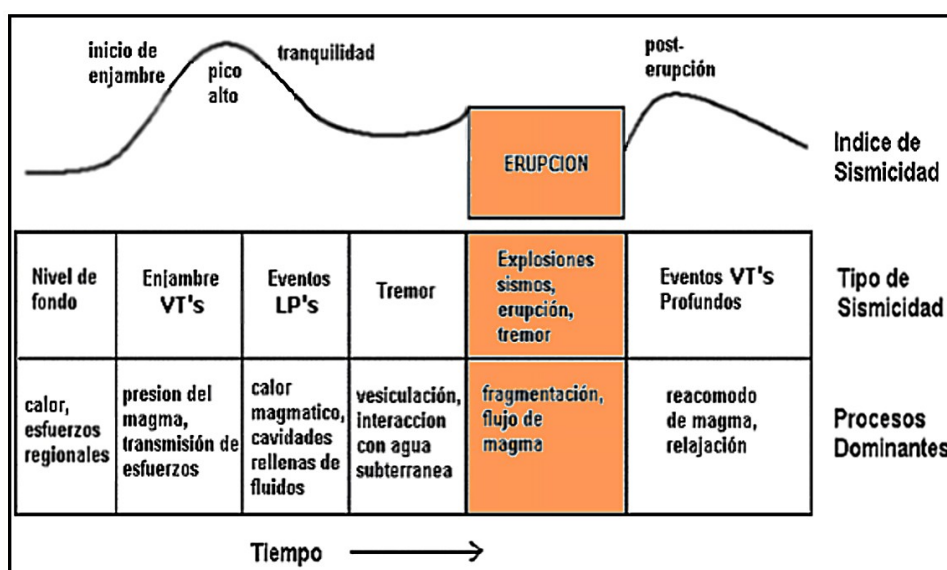 inicio de
enjambre
pico
alto
tranquilidad
post-
erupción
ERUPCION
Indice de
Sismicidad
Nivel de
fondo
Enjambre
VT's
Eventos
LP's
Tremor
Explosiones
sismos,
erupción,
tremor
Eventos VT's
Profundos
Tipo de
Sismicidad
calor,
esfuerzos
regionales
presion del
magma,
transmisión de
esfuerzos
calor
magmatico,
cavidades
rellenas de
fluidos
vesiculación,
interaccion
con agua
subterranea
fragmentación,
flujo de
magma
reacomodo
de magma,
relajación
Procesos
Dominantes
Tiempo